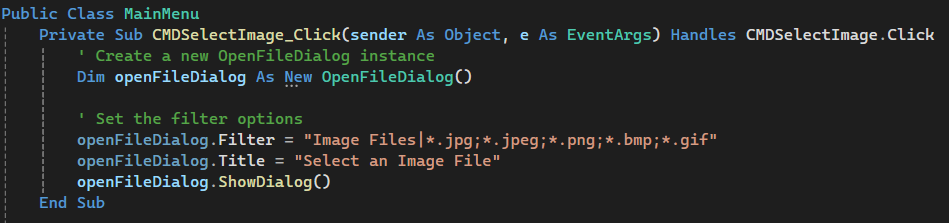 Public Class MainMenu
Private Sub CMDSelectImage_Click(sender As Object, e As EventArgs) Handles CMDSelectImage.Click
' Create a new OpenFileDialog instance
Dim openFileDialog As New OpenFileDialog()
' Set the filter options
openFileDialog.Filter = "Image Files|*.jpg;*.jpeg;*.png;*.bmp;*.gif"
openFileDialog.Title = "Select an Image File"
openFileDialog.ShowDialog()
End Sub